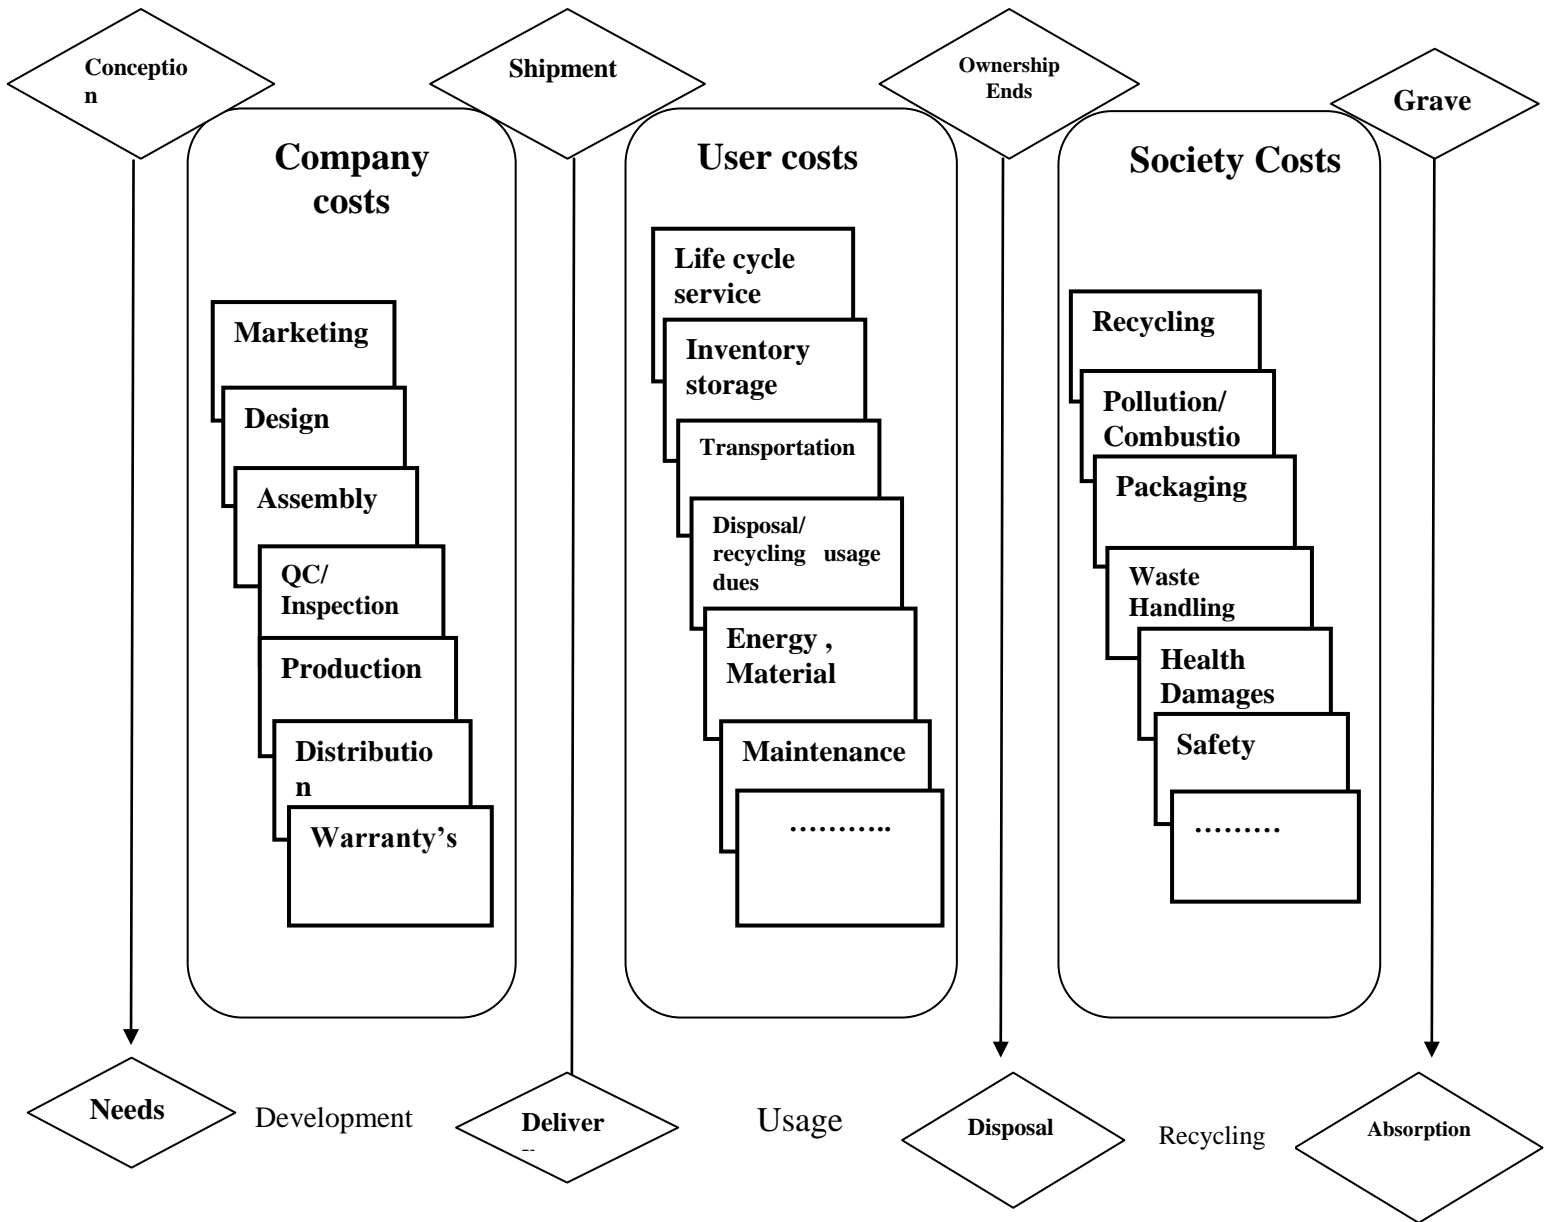 Conceptio
n
Shipment
Ownership
Ends
Grave
Company
costs
Marketing
Design
Assembly
QC/
Inspection
Production
Distributio
n
Warranty’s
User costs
Life cycle
service
Inventory
storage
Transportation
Disposal/
recycling usage
dues
Energy ,
Material
Maintenance
………..
Society Costs
Recycling
Pollution/
Combustio
Packaging
Waste
Handling
Health
Damages
Safety
………
Needs
Development
Deliver
Usage
Disposal
Recycling
Absorption